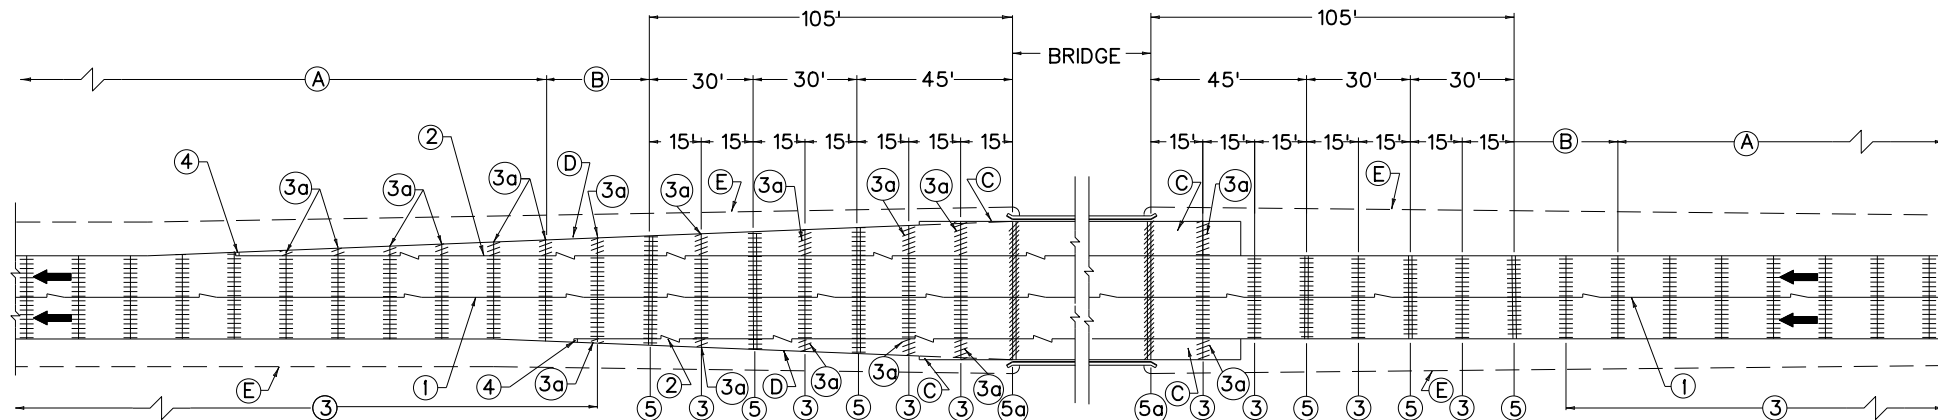 105' 105'
BRIDGE
A B 30' 30' 45' 45' 30' 30'
2 15' 15' 15' 15' 15' 15' 15' 15' 15' 15' 15' 15' 15' 15' B A
4 3a 3a 3a D 3a 3a E 3a 3a 3a C C 3a E
E 1 4 3a 2 3a D 3a 3a C 3a C 3a E 1
3 5 3 5 3 5 3 3 5a 5a 3 3 5 3 5 3 5 3